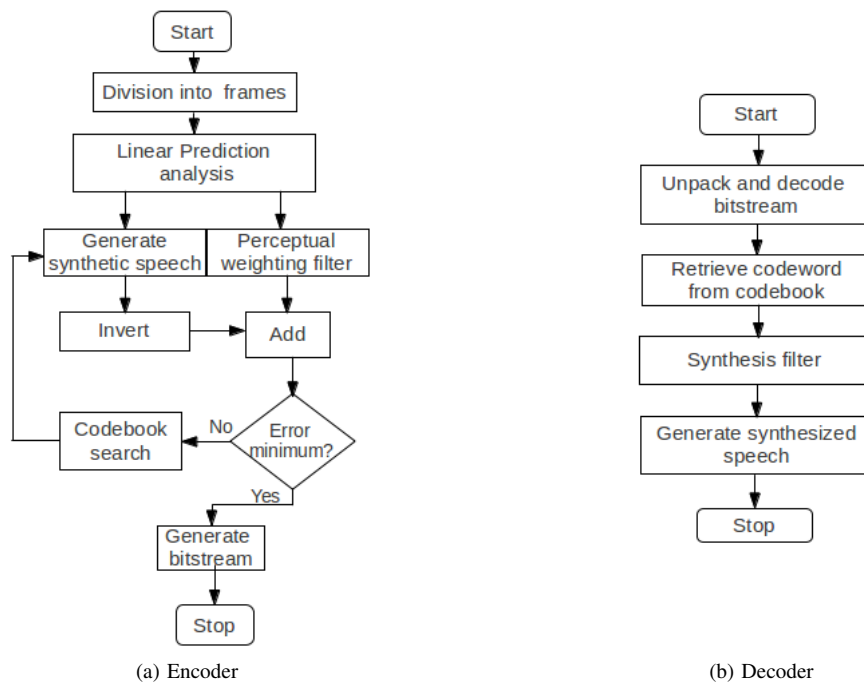 Start
Division into frames
Linear Prediction
analysis
Generate
synthetic speech
Perceptual
weighting filter
Invert
Add
Codebook
search
No
Error
minimum?
Yes
Generate
bitstream
Stop
(a) Encoder
Start
Unpack and decode
bitstream
Retrieve codeword
from codebook
Synthesis filter
Generate synthesized
speech
Stop
(b) Decoder